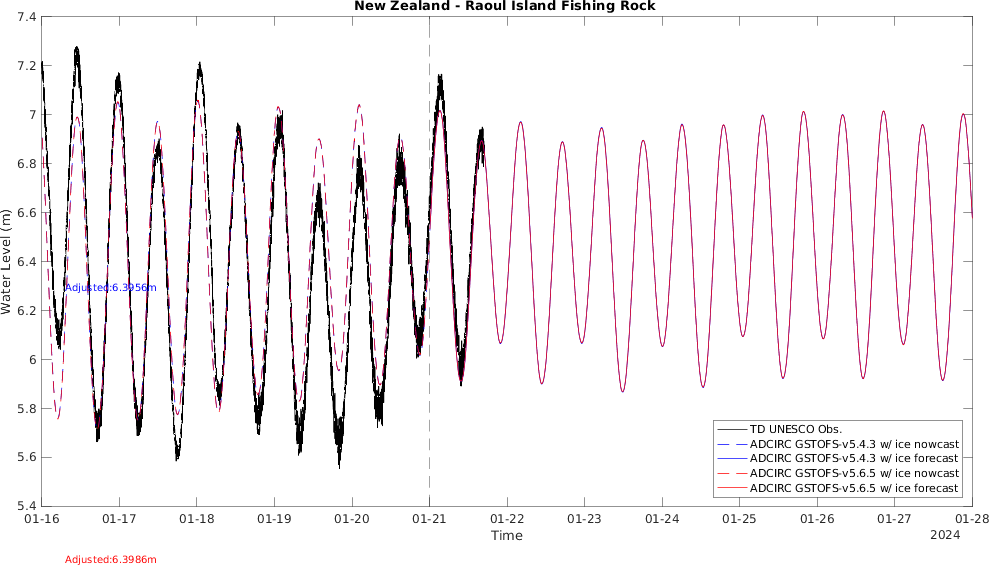 New Zealand - Raoul Island Fishing Rock
7.4
7.2
7
6.8
6.6
6.4
6.2
6
5.8
5.6
5.4
Water Level (m)
Adjusted:6.3956m
TD UNESCO Obs.
ADCIRC GSTOFS-v5.4.3 w/ ice nowcast
ADCIRC GSTOFS-v5.4.3 w/ ice forecast
ADCIRC GSTOFS-v5.6.5 w/ ice nowcast
ADCIRC GSTOFS-v5.6.5 w/ ice forecast
01-16 01-17 01-18 01-19 01-20 01-21 01-22 01-23 01-24 01-25 01-26 01-27 01-28
Time
2024
Adjusted:6.3986m